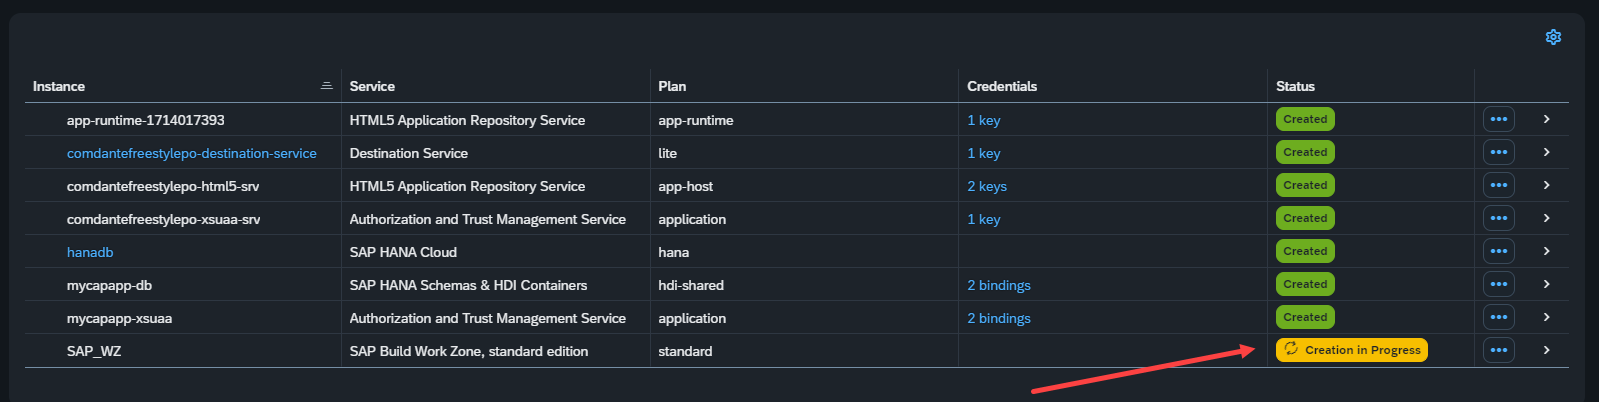 Instance Service Plan Credentials Status
app-runtime-1714017393 HTML5 Application Repository Service app-runtime 1 key Created
comdantefreestylepo-destination-service Destination Service lite 1 key Created
comdantefreestylepo-html5-srv HTML5 Application Repository Service app-host 2 keys Created
comdantefreestylepo-xsuaa-srv Authorization and Trust Management Service application 1 key Created
hanadb SAP HANA Cloud hana Created
mycapapp-db SAP HANA Schemas & HDI Containers hdi-shared 2 bindings Created
mycapapp-xsuaa Authorization and Trust Management Service application 2 bindings Created
SAP_WZ SAP Build Work Zone, standard edition standard Creation in Progress